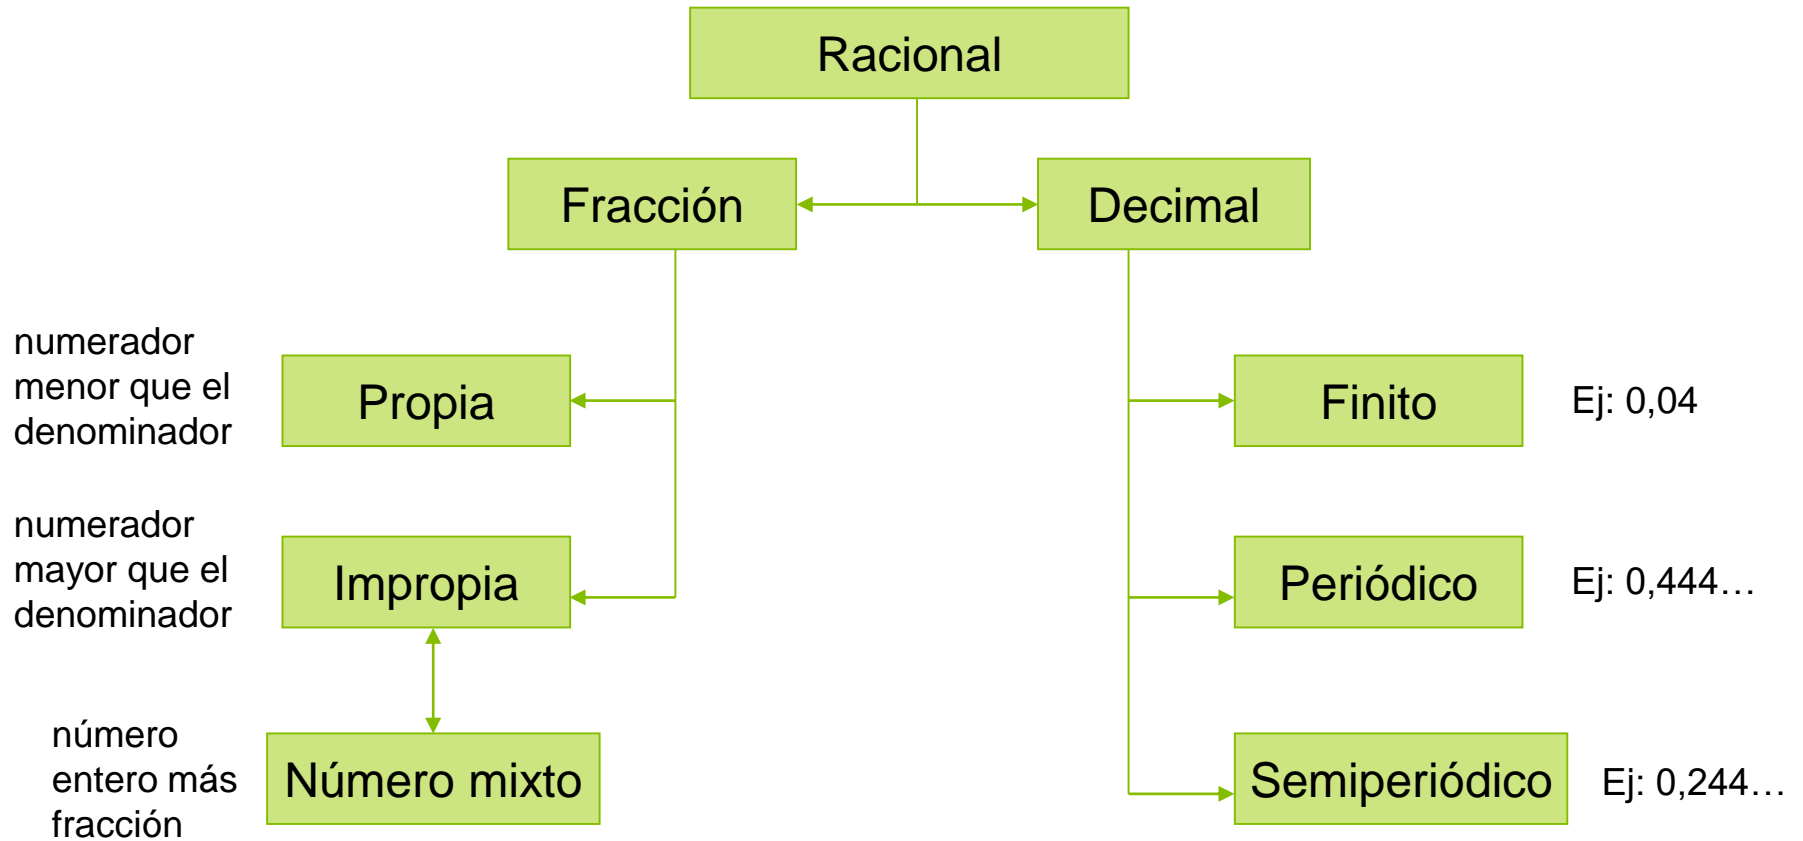 Racional
Fracción
Decimal
numerador
menor que el
denominador
Propia
Finito
Ej: 0,04
numerador
mayor que el
denominador
Impropia
Periódico
Ej: 0,444…
número
entero más
fracción
Número mixto
Semiperiódico
Ej: 0,244…